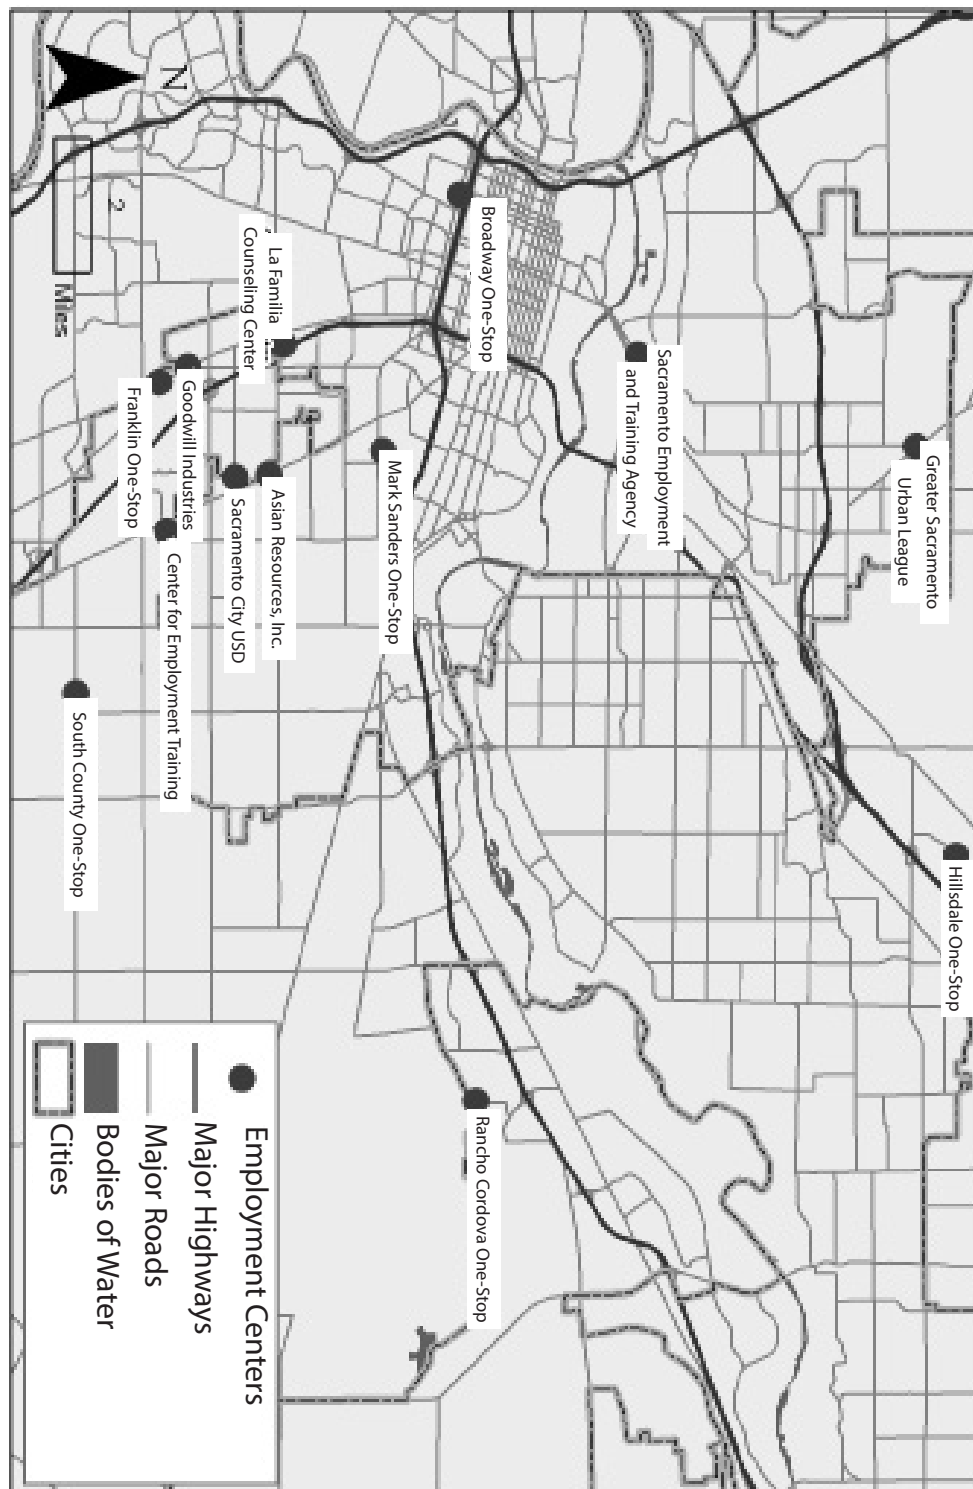 N
2
Miles
Hillsdale One-Stop
Greater Sacramento
Urban League
Sacramento Employment
and Training Agency
Broadway One-Stop
Rancho Cordova One-Stop
Mark Sanders One-Stop
La Familia
Counseling Center
Asian Resources, Inc.
Sacramento City USD
Goodwill Industries
Center for Employment Training
Franklin One-Stop
South County One-Stop
Employment Centers
Major Highways
Major Roads
Bodies of Water
Cities